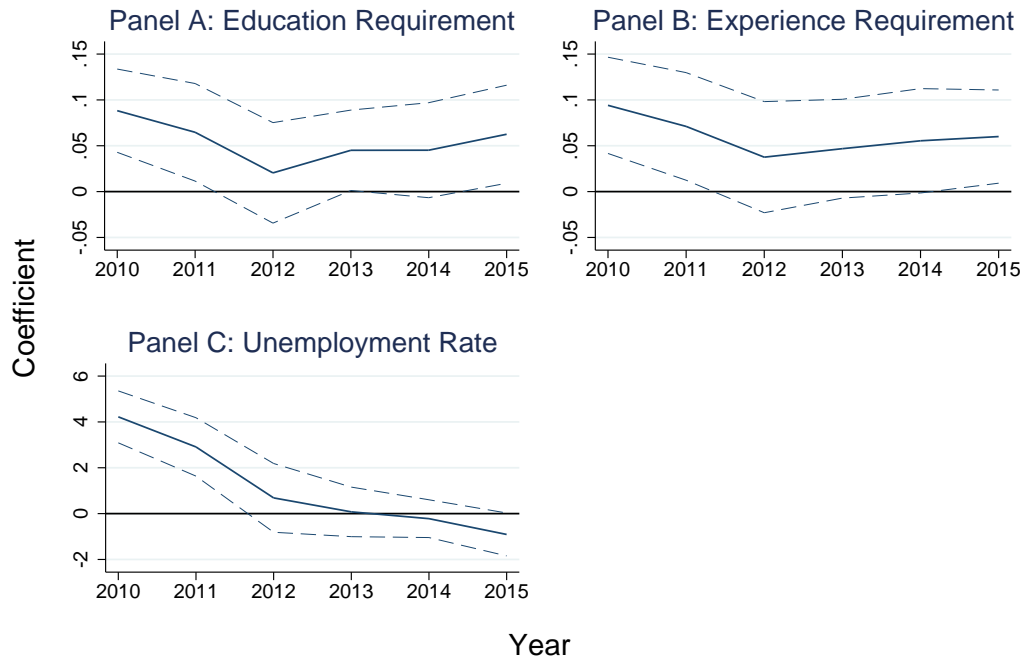 Panel A: Education Requirement
Panel B: Experience Requirement
.15
.1
.05
0
-.05
2010 2011 2012 2013 2014 2015
.15
.1
.05
0
-.05
2010 2011 2012 2013 2014 2015
Coefficient
Panel C: Unemployment Rate
6
4
2
0
-2
2010 2011 2012 2013 2014 2015
Year